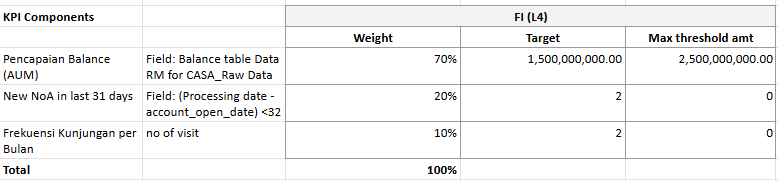 KPI Components FI (L4)
Weight Target Max threshold amt
Pencapaian Balance Field: Balance table Data 70% 1,500,000,000.00 2,500,000,000.00
(AUM) RM for CASA_Raw Data
New NoA in last 31 days Field: (Processing date - 20% 2 0
account_open_date) <32
Frekuensi Kunjungan per no of visit 10% 2 0
Bulan
Total 100%